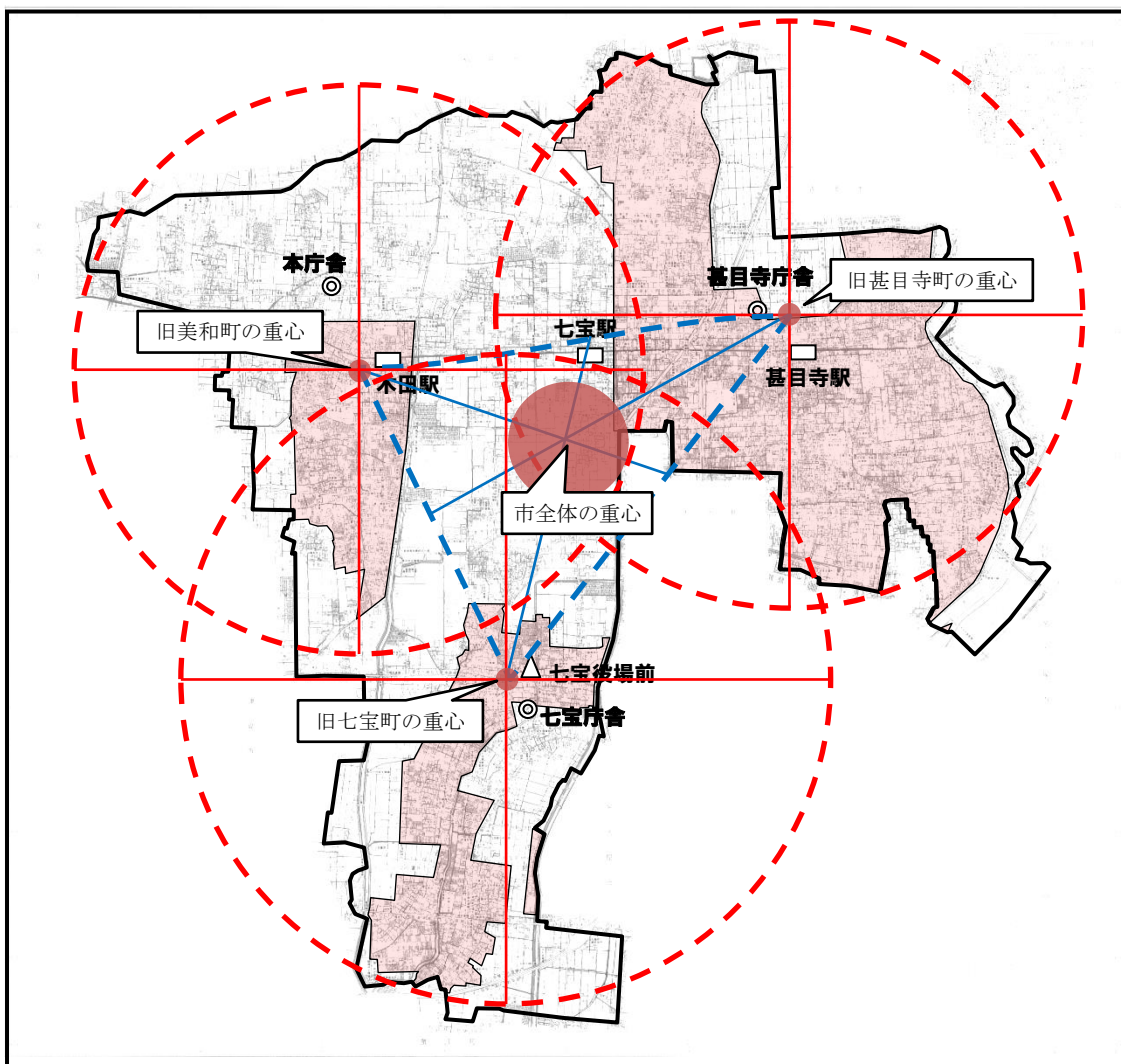 本庁舎
甚目寺庁舎
旧甚目寺町の重心
旧美和町の重心
七宝駅
木田駅
甚目寺駅
市全体の重心
七宝役場前
旧七宝町の重心
七宝庁舎